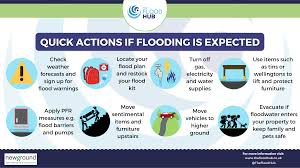 THE FLOOD
HUB
QUICK ACTIONS IF FLOODING IS EXPECTED
Check
weather
forecasts and
sign up for
flood warnings
Locate your
flood plan
and restock
your flood
kit
Turn off
gas,
electricity
and water
supplies
Use items such as
tins or
wellingtons to lift
and protect
furniture
Apply PFR
measures e.g.
flood barriers
and pumps
Move
sentimental
items and
furniture
upstairs
Move
vehicles to
higher
ground
Evacuate if
floodwater enters
your property to
keep family and
pets safe
newground
For more information visit:
www.thefloodhub.co.uk
@TheFloodHub